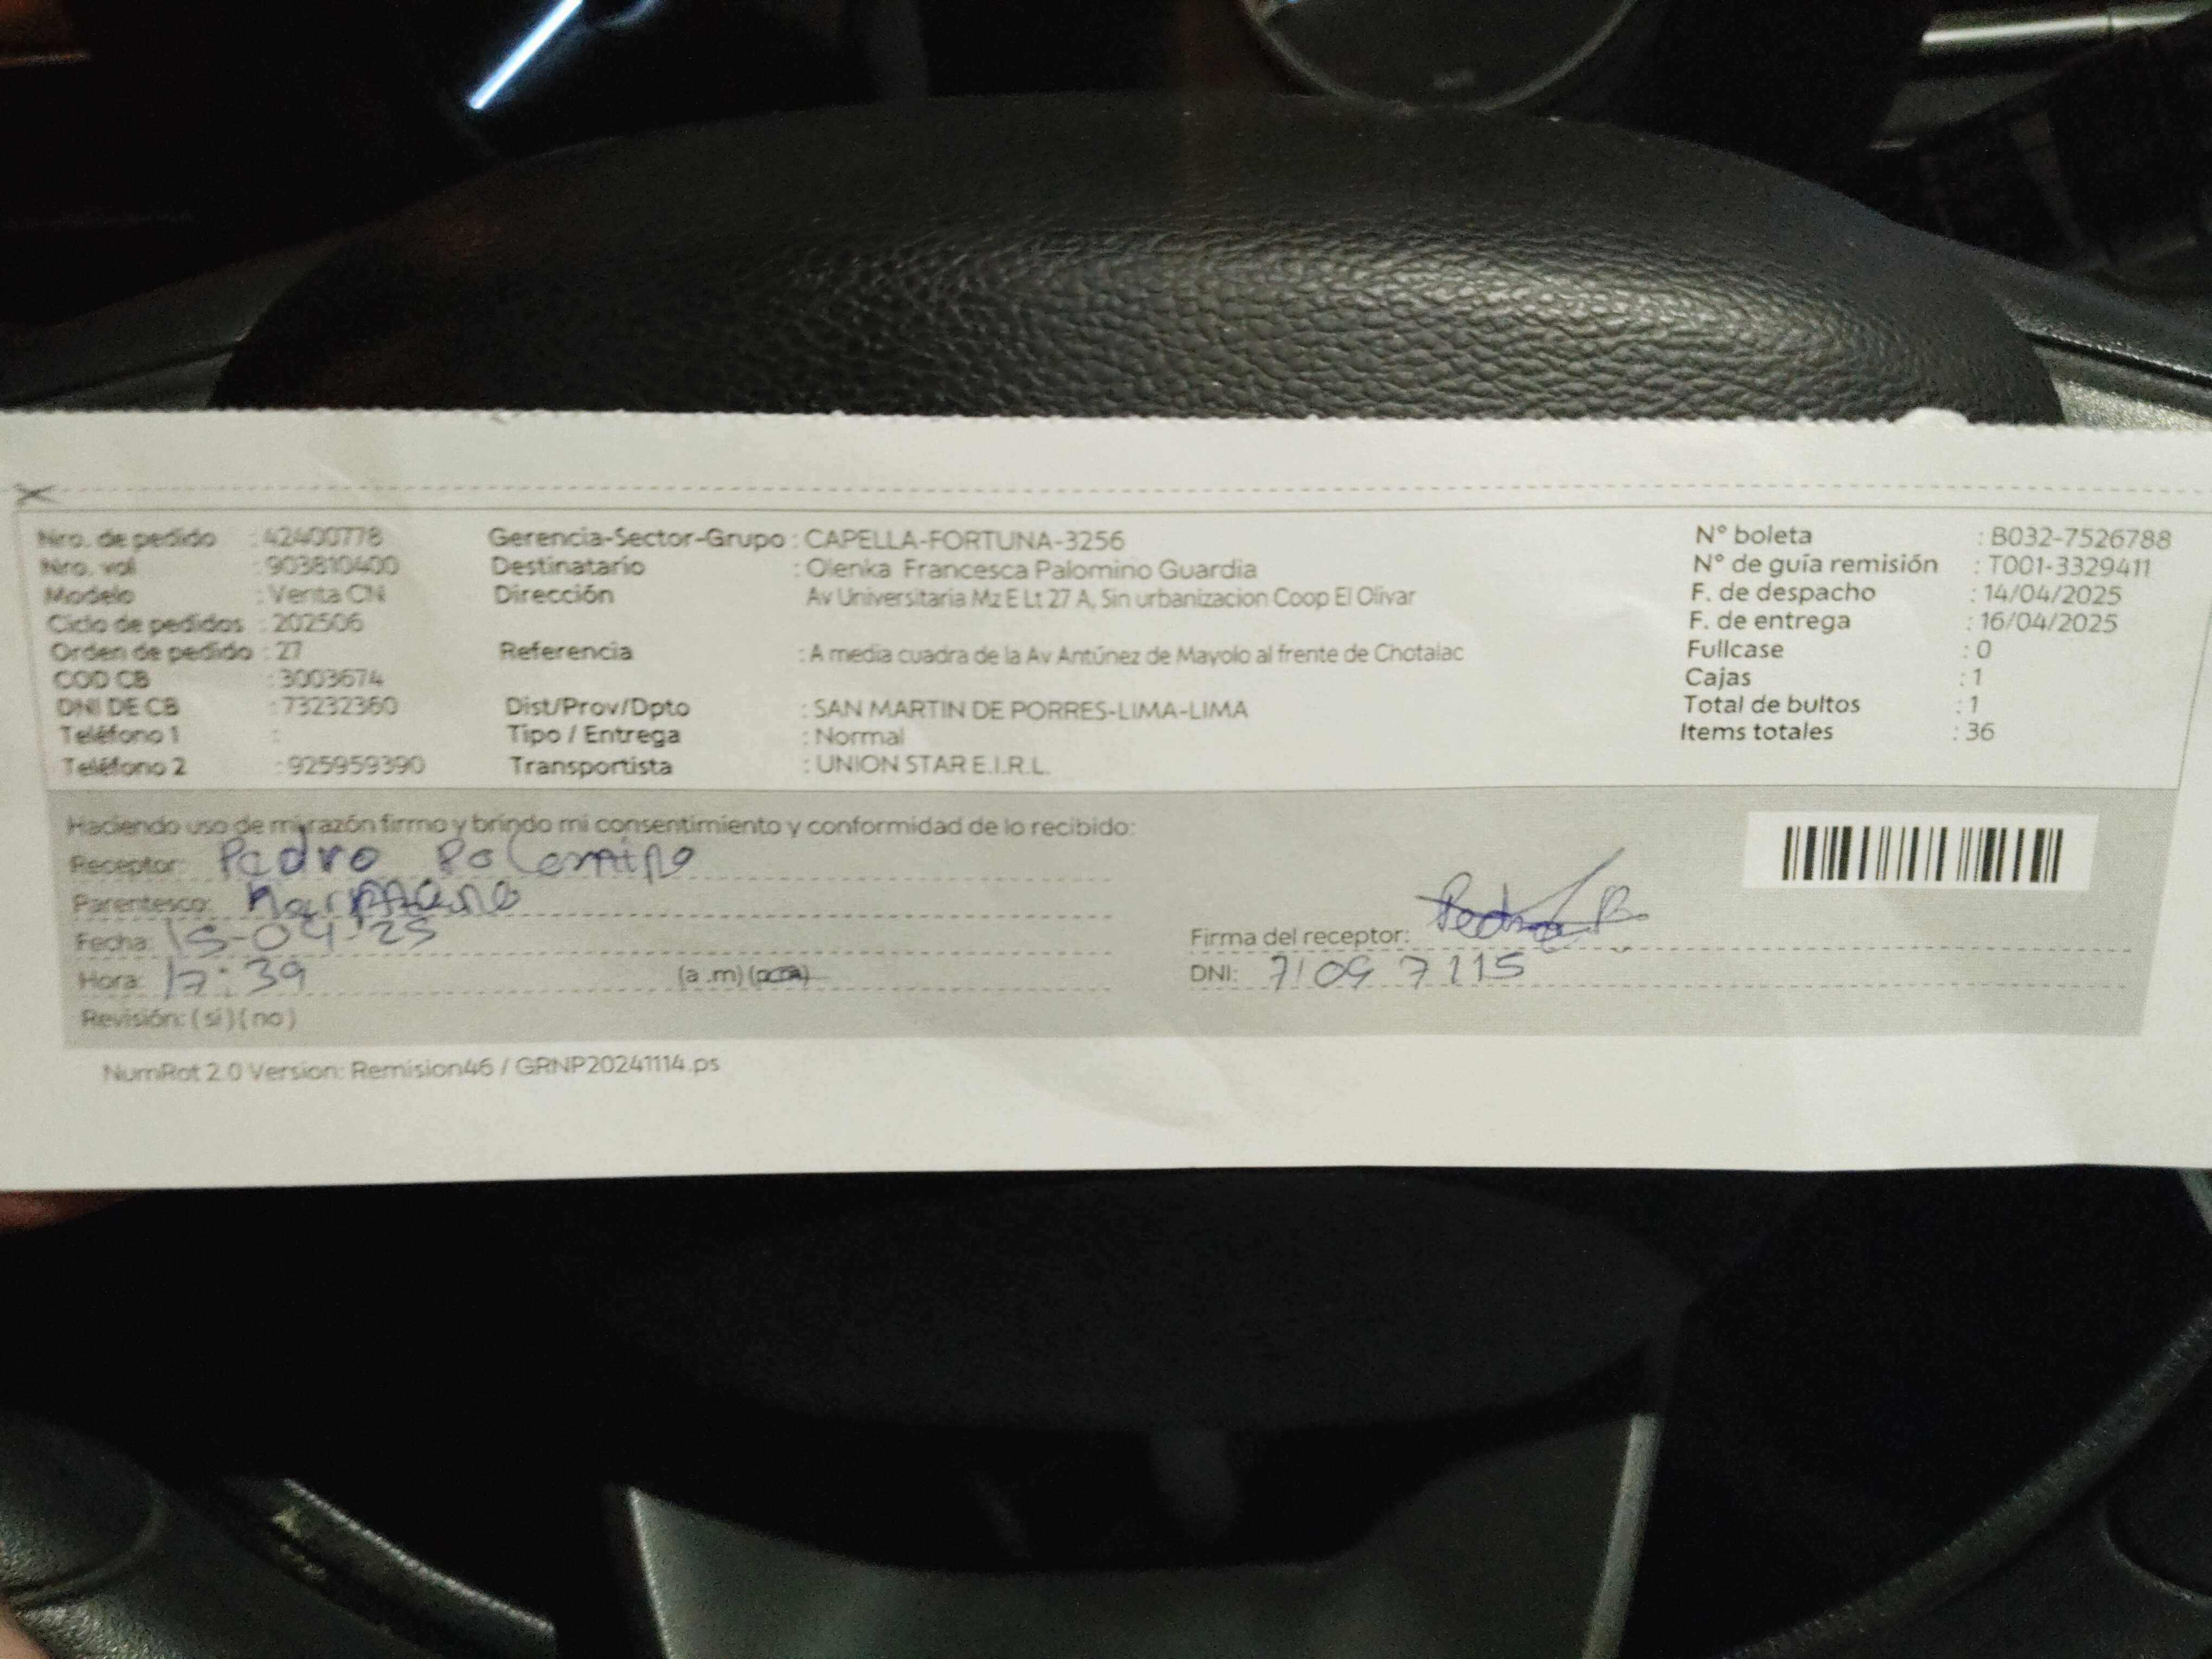 Nro. de pedido : 42400778
Nro. vol : 903810400
Modelo : Venta CN
Ciclo de pedidos : 202506
Orden de pedido : 27
COD CB : 3003674
DNI DE CB : 73232360
Teléfono 1 :
Teléfono 2 : 925959390
Gerencia-Sector-Grupo : CAPELLA-FORTUNA-3256
Destinatario : Olenka Francesca Palomino Guardia
Dirección Av Universitaria Mz E Lt 27 A, Sin urbanizacion Coop El Olivar
Referencia : A media cuadra de la Av Antúnez de Mayolo al frente de Chotalac
Dist/Prov/Dpto : SAN MARTIN DE PORRES-LIMA-LIMA
Tipo / Entrega : Normal
Transportista : UNION STAR E.I.R.L.
N° boleta : B032-7526788
N° de guía remisión : T001-3329411
F. de despacho : 14/04/2025
F. de entrega : 16/04/2025
Fullcase : 0
Cajas : 1
Total de bultos : 1
Items totales : 36
Haciendo uso de mi razón firmo y brindo mi consentimiento y conformidad de lo recibido:
Receptor: Pedro Palomino
Parentesco: Hermano
Fecha: 15-04-25
Hora: 17:39 (a .m) (p.m)
Revisión: ( si ) ( no )
Firma del receptor: Pedro P.
DNI: 71097115
NumRot 2.0 Version: Remision46 / GRNP20241114.ps